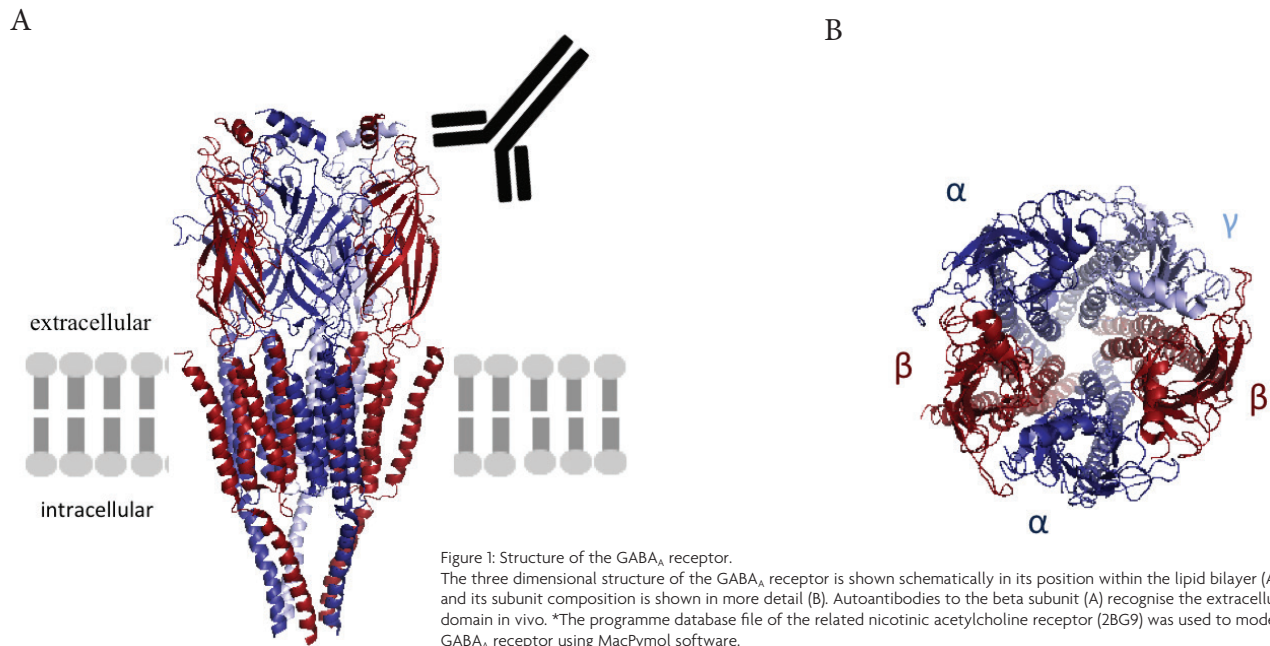 A
B
α
γ
β
β
α
extracellular
intracellular
Figure 1: Structure of the GABAA receptor.
The three dimensional structure of the GABAA receptor is shown schematically in its position within the lipid bilayer (A
and its subunit composition is shown in more detail (B). Autoantibodies to the beta subunit (A) recognise the extracellu
domain in vivo. *The programme database file of the related nicotinic acetylcholine receptor (2BG9) was used to mode
GABAA receptor using MacPymol software.